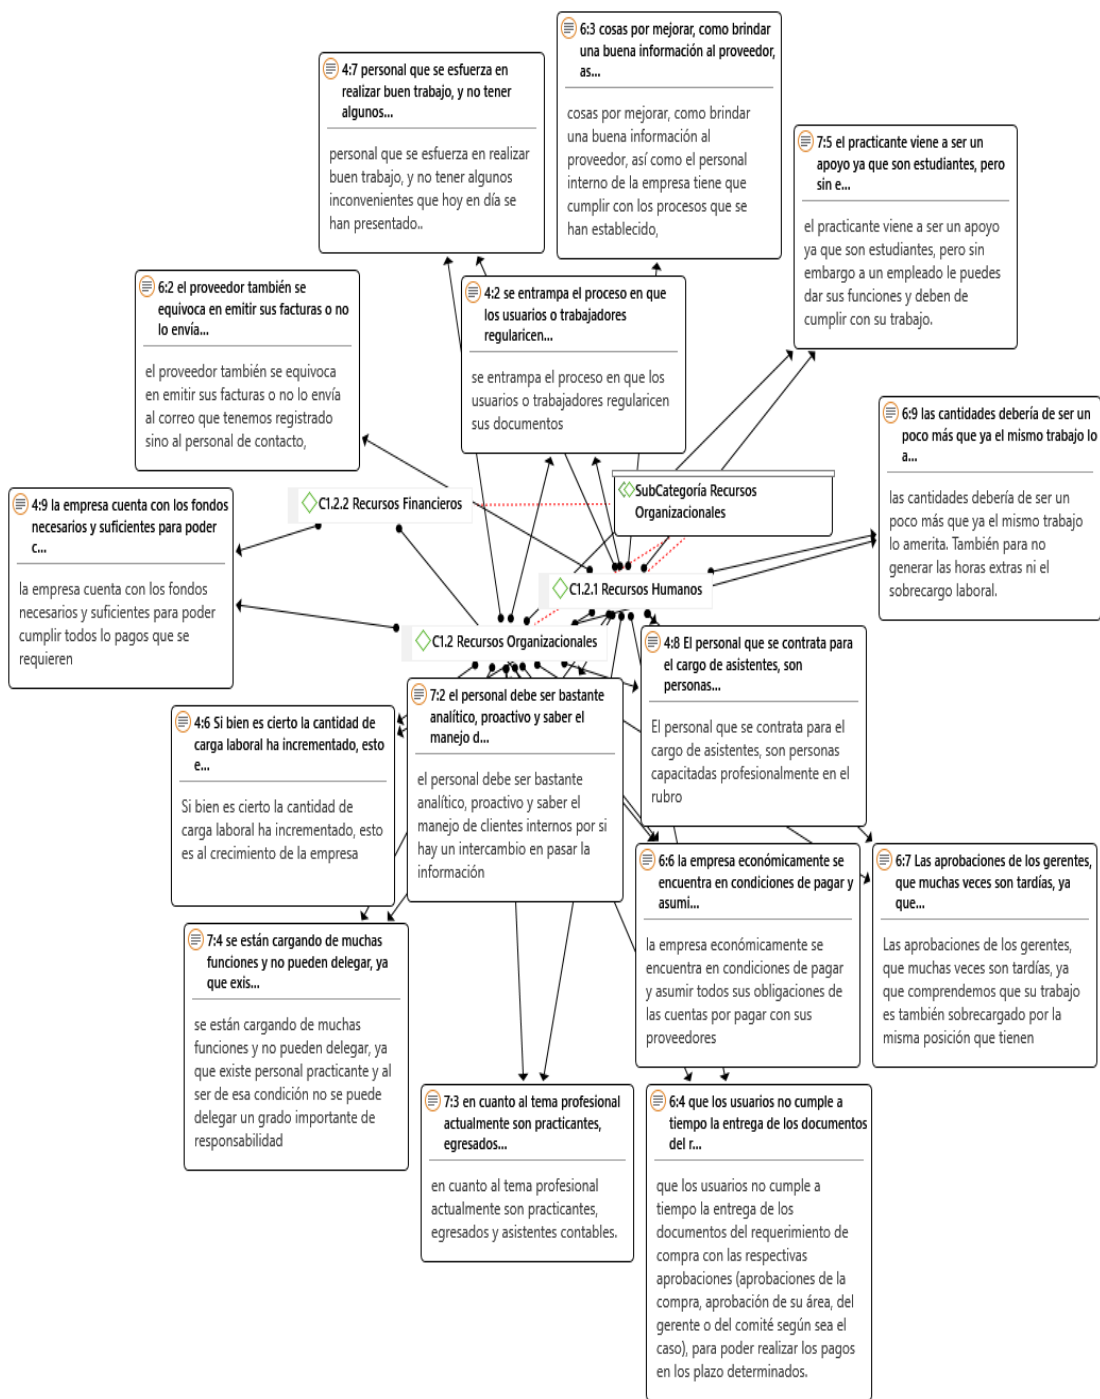 6:3 cosas por mejorar, como brindar
una buena información al proveedor,
as...
cosas por mejorar, como brindar
una buena información al
proveedor, así como el personal
interno de la empresa tiene que
cumplir con los procesos que se
han establecido,
4:7 personal que se esfuerza en
realizar buen trabajo, y no tener
algunos...
personal que se esfuerza en realizar
buen trabajo, y no tener algunos
inconvenientes que hoy en día se
han presentado..
7:5 el practicante viene a ser un
apoyo ya que son estudiantes, pero
sin e...
el practicante viene a ser un apoyo
ya que son estudiantes, pero sin
embargo a un empleado le puedes
dar sus funciones y deben de
cumplir con su trabajo.
6:2 el proveedor también se
equivoca en emitir sus facturas o no
lo envía...
el proveedor también se equivoca
en emitir sus facturas o no lo envía
al correo que tenemos registrado
sino al personal de contacto,
4:2 se entrampa el proceso en que
los usuarios o trabajadores
regularicen...
se entrampa el proceso en que los
usuarios o trabajadores regularicen
sus documentos
6:9 las cantidades debería de ser un
poco más que ya el mismo trabajo lo
a...
las cantidades debería de ser un
poco más que ya el mismo trabajo
lo amerita. También para no
generar las horas extras ni el
sobrecargo laboral.
4:9 la empresa cuenta con los fondos
necesarios y suficientes para poder
c...
la empresa cuenta con los fondos
necesarios y suficientes para poder
cumplir todos lo pagos que se
requieren
C1.2.2 Recursos Financieros
SubCategoría Recursos
Organizacionales
C1.2.1 Recursos Humanos
C1.2 Recursos Organizacionales
4:8 El personal que se contrata para
el cargo de asistentes, son
personas...
El personal que se contrata para el
cargo de asistentes, son personas
capacitadas profesionalmente en el
rubro
7:2 el personal debe ser bastante
analítico, proactivo y saber el
manejo d...
el personal debe ser bastante
analítico, proactivo y saber el
manejo de clientes internos por si
hay un intercambio en pasar la
información
4:6 Si bien es cierto la cantidad de
carga laboral ha incrementado, esto
e...
Si bien es cierto la cantidad de
carga laboral ha incrementado, esto
es al crecimiento de la empresa
6:6 la empresa económicamente se
encuentra en condiciones de pagar y
asumi...
la empresa económicamente se
encuentra en condiciones de pagar
y asumir todos sus obligaciones de
las cuentas por pagar con sus
proveedores
6:7 Las aprobaciones de los gerentes,
que muchas veces son tardías, ya
que...
Las aprobaciones de los gerentes,
que muchas veces son tardías, ya
que comprendemos que su trabajo
es también sobrecargado por la
misma posición que tienen
7:4 se están cargando de muchas
funciones y no pueden delegar, ya
que exis...
se están cargando de muchas
funciones y no pueden delegar, ya
que existe personal practicante y al
ser de esa condición no se puede
delegar un grado importante de
responsabilidad
7:3 en cuanto al tema profesional
actualmente son practicantes,
egresados...
en cuanto al tema profesional
actualmente son practicantes,
egresados y asistentes contables.
6:4 que los usuarios no cumple a
tiempo la entrega de los documentos
del r...
que los usuarios no cumple a
tiempo la entrega de los
documentos del requerimiento de
compra con las respectivas
aprobaciones (aprobaciones de la
compra, aprobación de su área, del
gerente o del comité según sea el
caso), para poder realizar los pagos
en los plazo determinados.